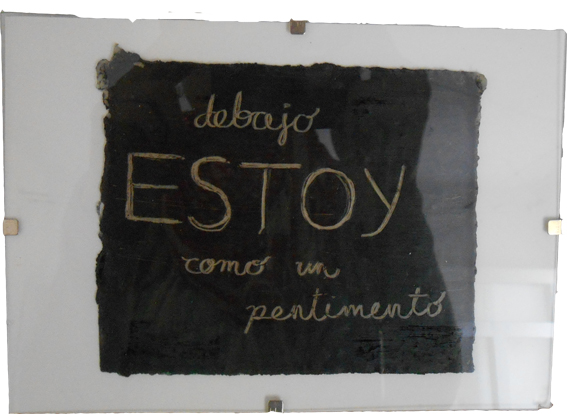 debajo
ESTOY
como un
pentimento